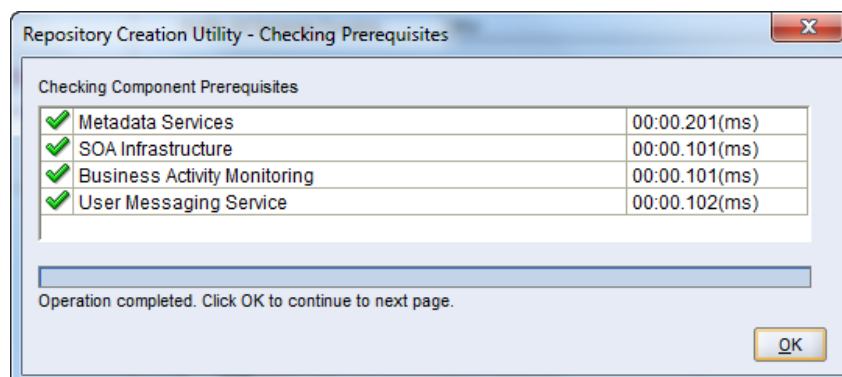 Repository Creation Utility - Checking Prerequisites
Checking Component Prerequisites
Metadata Services 00:00.201(ms)
SOA Infrastructure 00:00.101(ms)
Business Activity Monitoring 00:00.101(ms)
User Messaging Service 00:00.102(ms)
Operation completed. Click OK to continue to next page.
OK